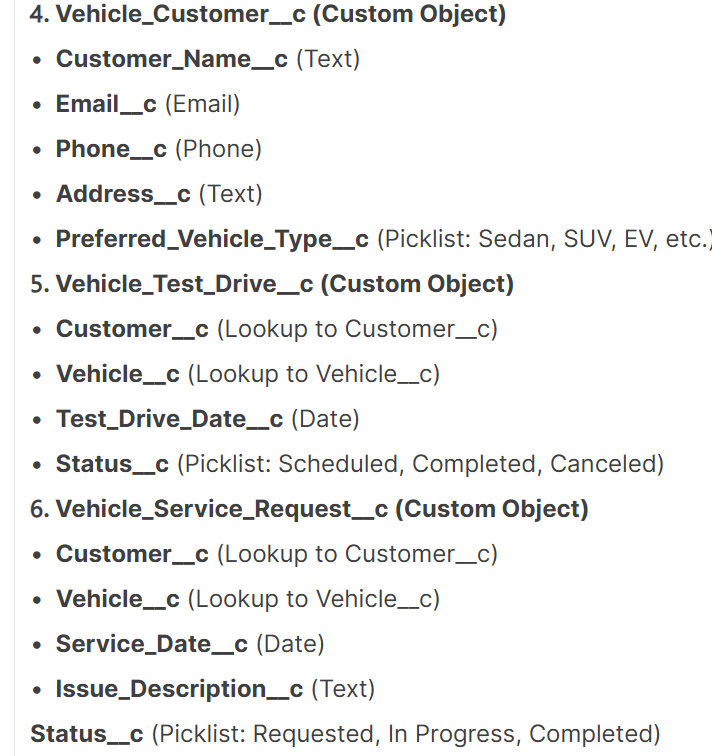 4. Vehicle_Customer__c (Custom Object)
• Customer_Name__c (Text)
• Email__c (Email)
• Phone__c (Phone)
• Address__c (Text)
• Preferred_Vehicle_Type__c (Picklist: Sedan, SUV, EV, etc.)
5. Vehicle_Test_Drive__c (Custom Object)
• Customer__c (Lookup to Customer__c)
• Vehicle__c (Lookup to Vehicle__c)
• Test_Drive_Date__c (Date)
• Status__c (Picklist: Scheduled, Completed, Canceled)
6. Vehicle_Service_Request__c (Custom Object)
• Customer__c (Lookup to Customer__c)
• Vehicle__c (Lookup to Vehicle__c)
• Service_Date__c (Date)
• Issue_Description__c (Text)
Status__c (Picklist: Requested, In Progress, Completed)